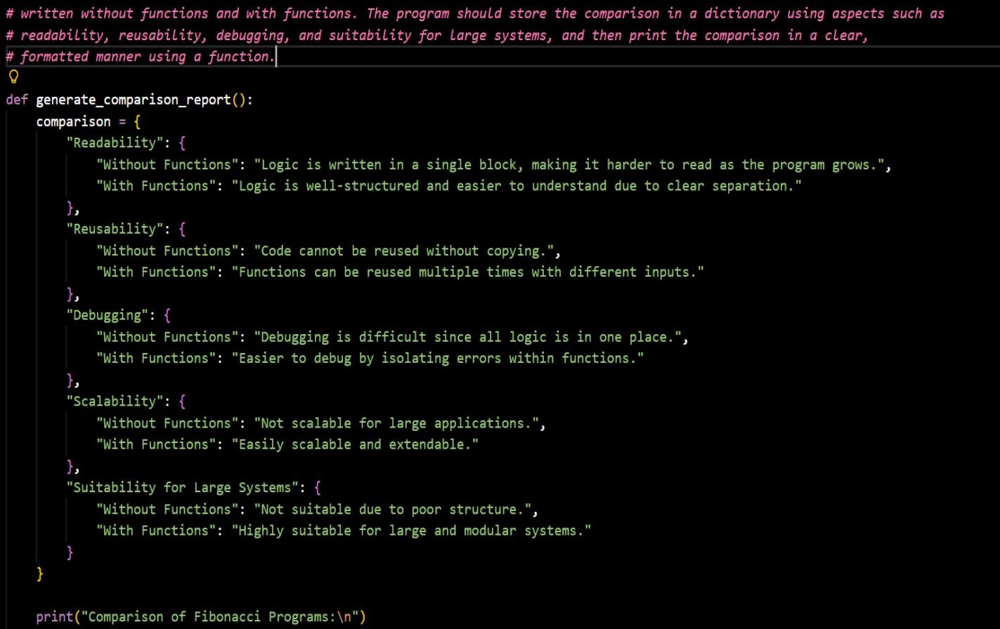 # written without functions and with functions. The program should store the comparison in a dictionary using aspects such as
# readability, reusability, debugging, and suitability for large systems, and then print the comparison in a clear,
# formatted manner using a function.
def generate_comparison_report():
    comparison = {
        "Readability": {
            "Without Functions": "Logic is written in a single block, making it harder to read as the program grows.",
            "With Functions": "Logic is well-structured and easier to understand due to clear separation."
        },
        "Reusability": {
            "Without Functions": "Code cannot be reused without copying.",
            "With Functions": "Functions can be reused multiple times with different inputs."
        },
        "Debugging": {
            "Without Functions": "Debugging is difficult since all logic is in one place.",
            "With Functions": "Easier to debug by isolating errors within functions."
        },
        "Scalability": {
            "Without Functions": "Not scalable for large applications.",
            "With Functions": "Easily scalable and extendable."
        },
        "Suitability for Large Systems": {
            "Without Functions": "Not suitable due to poor structure.",
            "With Functions": "Highly suitable for large and modular systems."
        }
    }
    print("Comparison of Fibonacci Programs:\n")